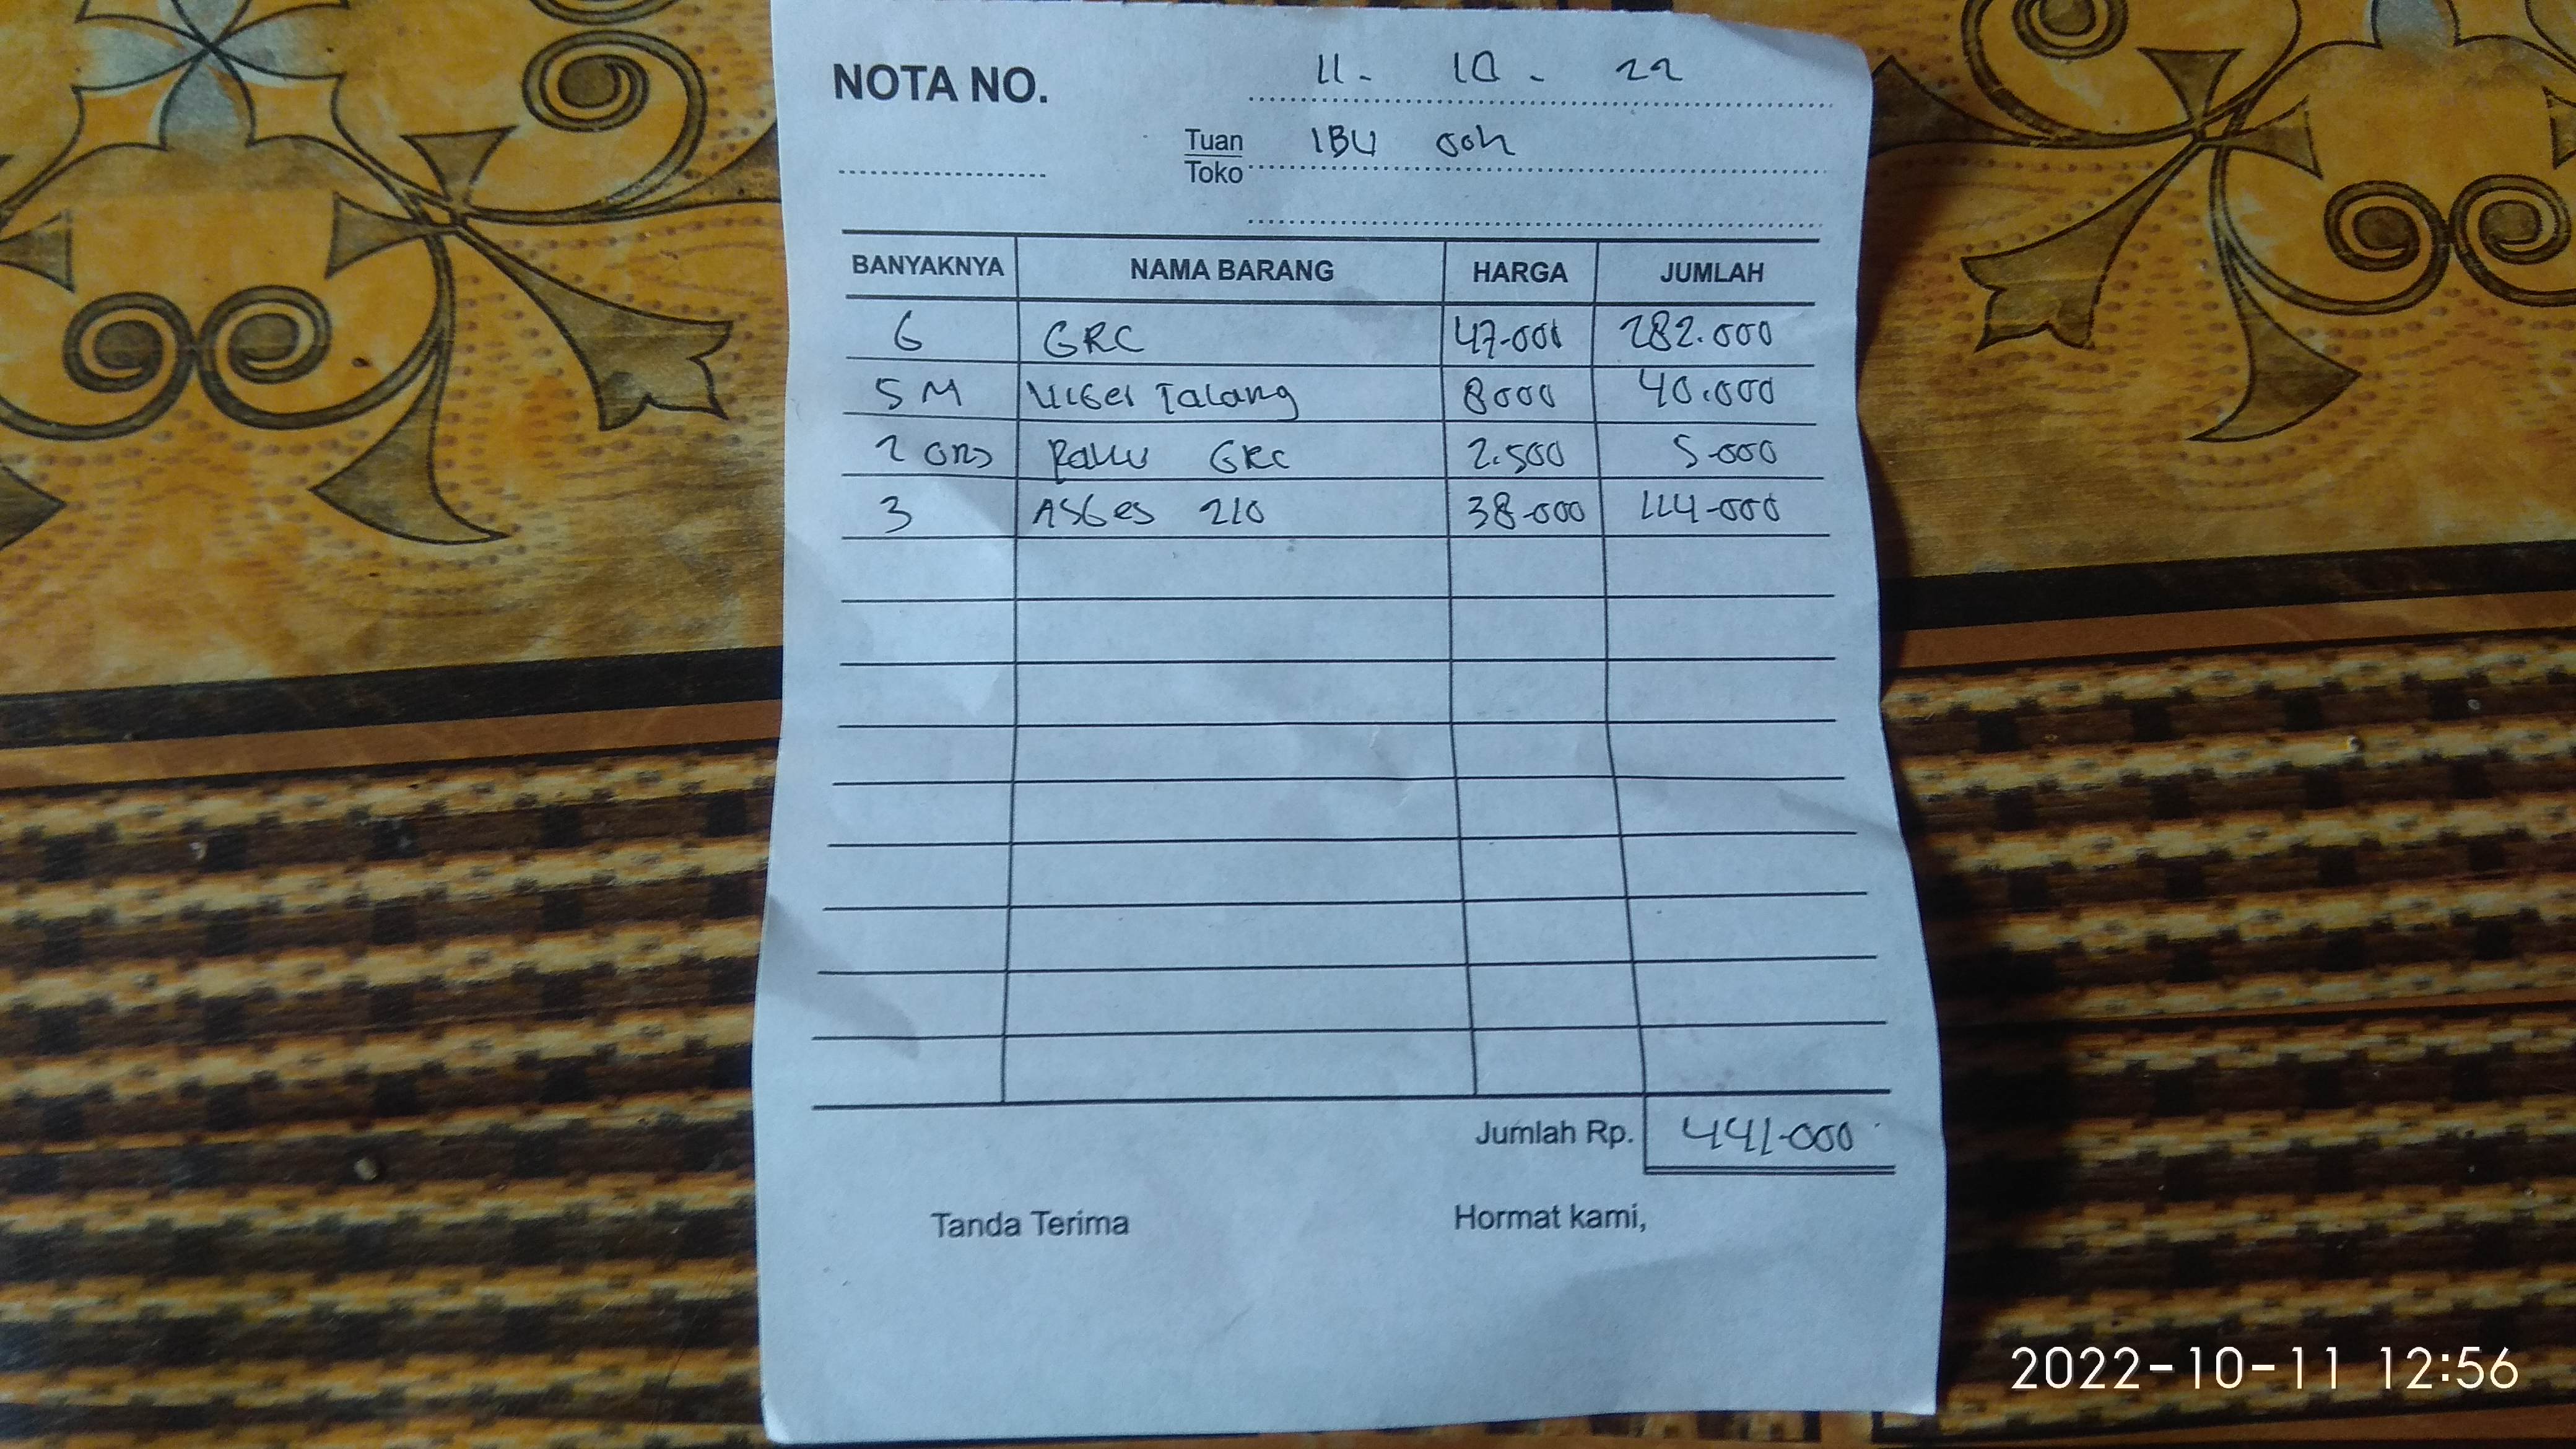 NOTA NO.
11 - 10 - 22
Tuan IBU ooh
Toko
BANYAKNYA NAMA BARANG HARGA JUMLAH
6 GRC 47-000 282.000
5 M Talang 8000 40.000
2 ons Paku GRC 2.500 5-000
3 ASGes 210 38-000 114-000
Jumlah Rp. 441-000
Tanda Terima Hormat kami,
2022-10-11 12:56